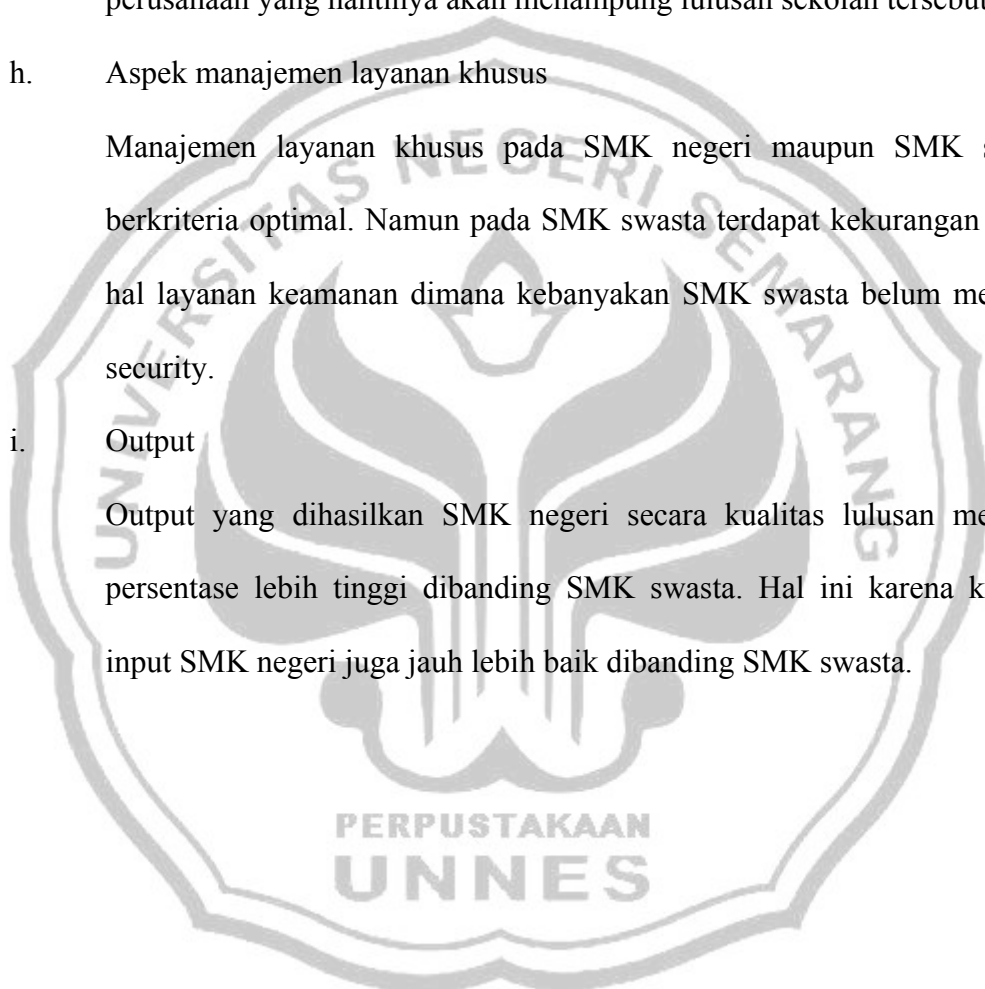 perusahaan yang nantinya akan menampung lulusan sekolah tersebut
h. Aspek manajemen layanan khusus
Manajemen layanan khusus pada SMK negeri maupun SMK s
berkriteria optimal. Namun pada SMK swasta terdapat kekurangan
hal layanan keamanan dimana kebanyakan SMK swasta belum me
security.
i. Output
Output yang dihasilkan SMK negeri secara kualitas lulusan me
persentase lebih tinggi dibanding SMK swasta. Hal ini karena k
input SMK negeri juga jauh lebih baik dibanding SMK swasta.
UNIVERSITAS NEGERI SEMARANG
PERPUSTAKAAN
UNNES